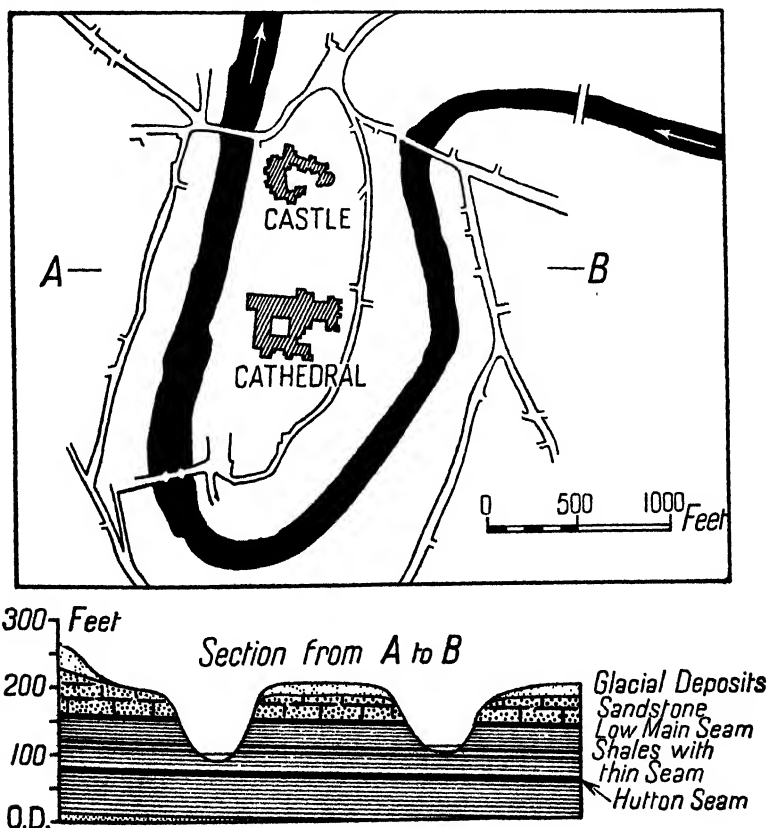 CASTLE
A
B
CATHEDRAL
0 500 1000 Feet
300 Feet
Section from A to B
200
100
O.D.
Glacial Deposits
Sandstone
Low Main Seam
Shales with
thin Seam
Hutton Seam